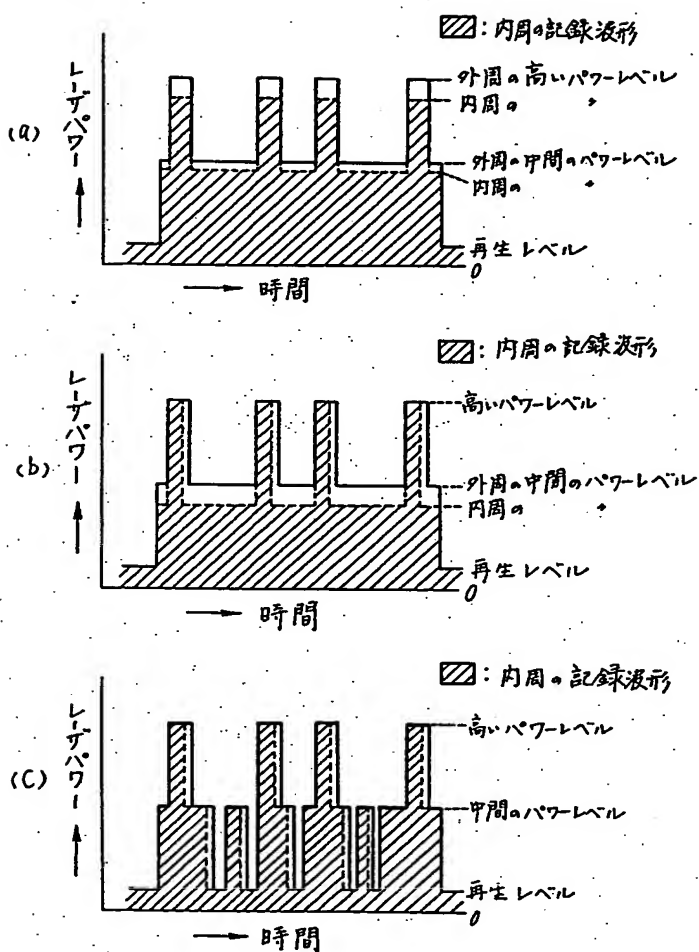 ▨:内周の記録波形
(a)
レーザパワー
外周の高いパワーレベル
内周の 〃
外周の中間のパワーレベル
内周の 〃
再生レベル
0
時間
▨:内周の記録波形
(b)
レーザパワー
高いパワーレベル
外周の中間のパワーレベル
内周の 〃
再生レベル
0
時間
▨:内周の記録波形
(C)
レーザパワー
高いパワーレベル
中間のパワーレベル
再生レベル
0
時間